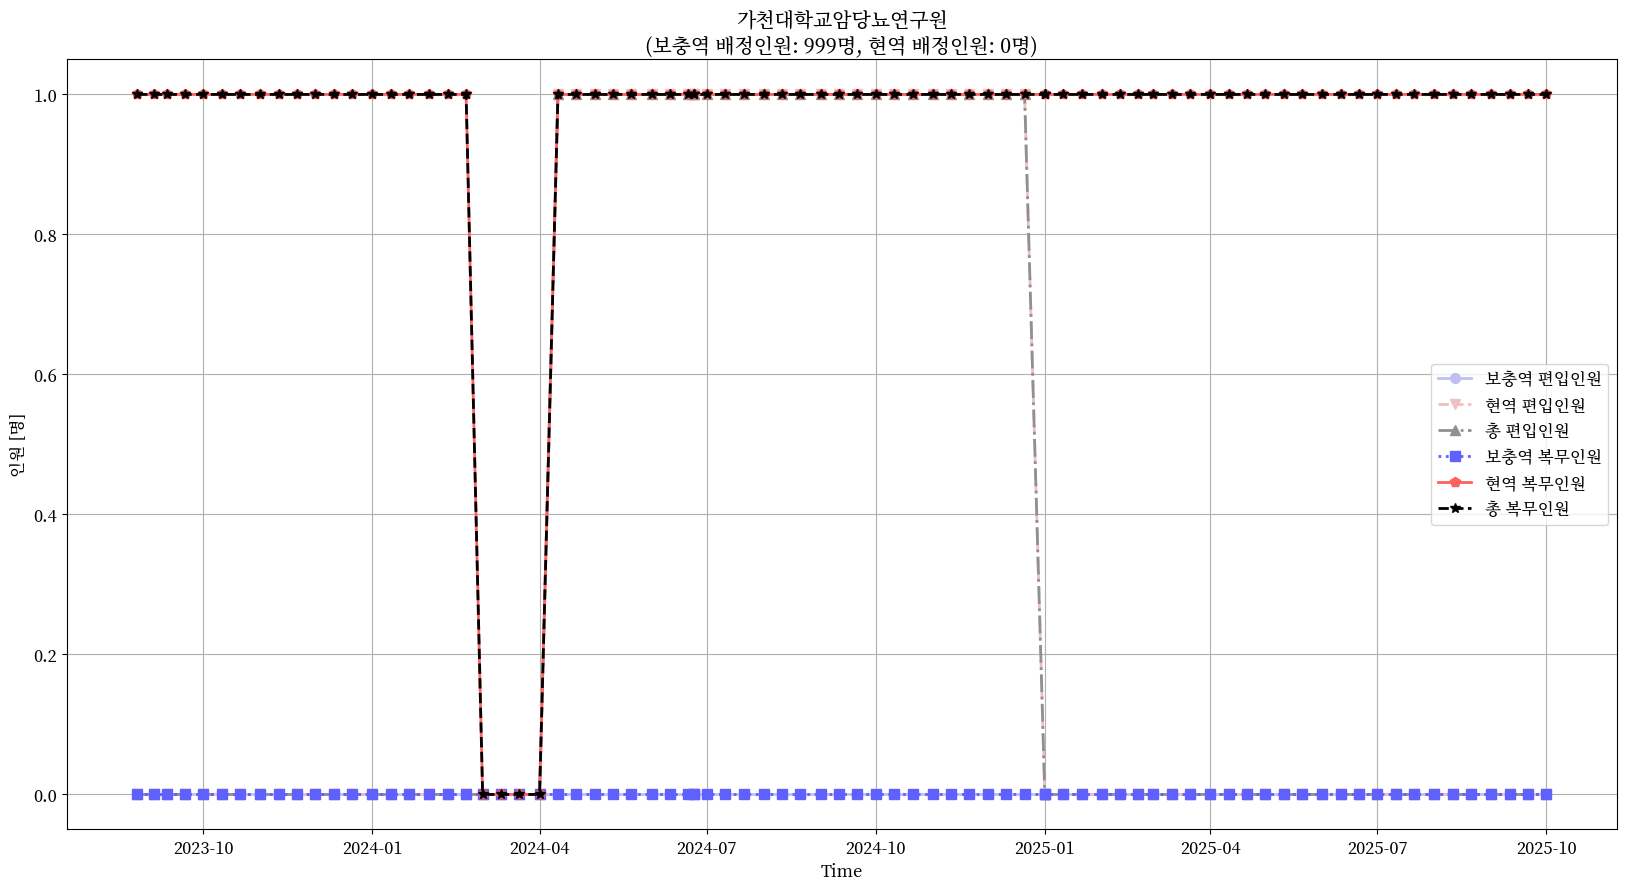 가천대학교암당뇨연구원
(보충역 배정인원: 999명, 현역 배정인원: 0명)
인원 [명]
1.0
0.8
0.6
0.4
0.2
0.0
보충역 편입인원
현역 편입인원
총 편입인원
보충역 복무인원
현역 복무인원
총 복무인원
2023-10
2024-01
2024-04
2024-07
2024-10
2025-01
2025-04
2025-07
2025-10
Time